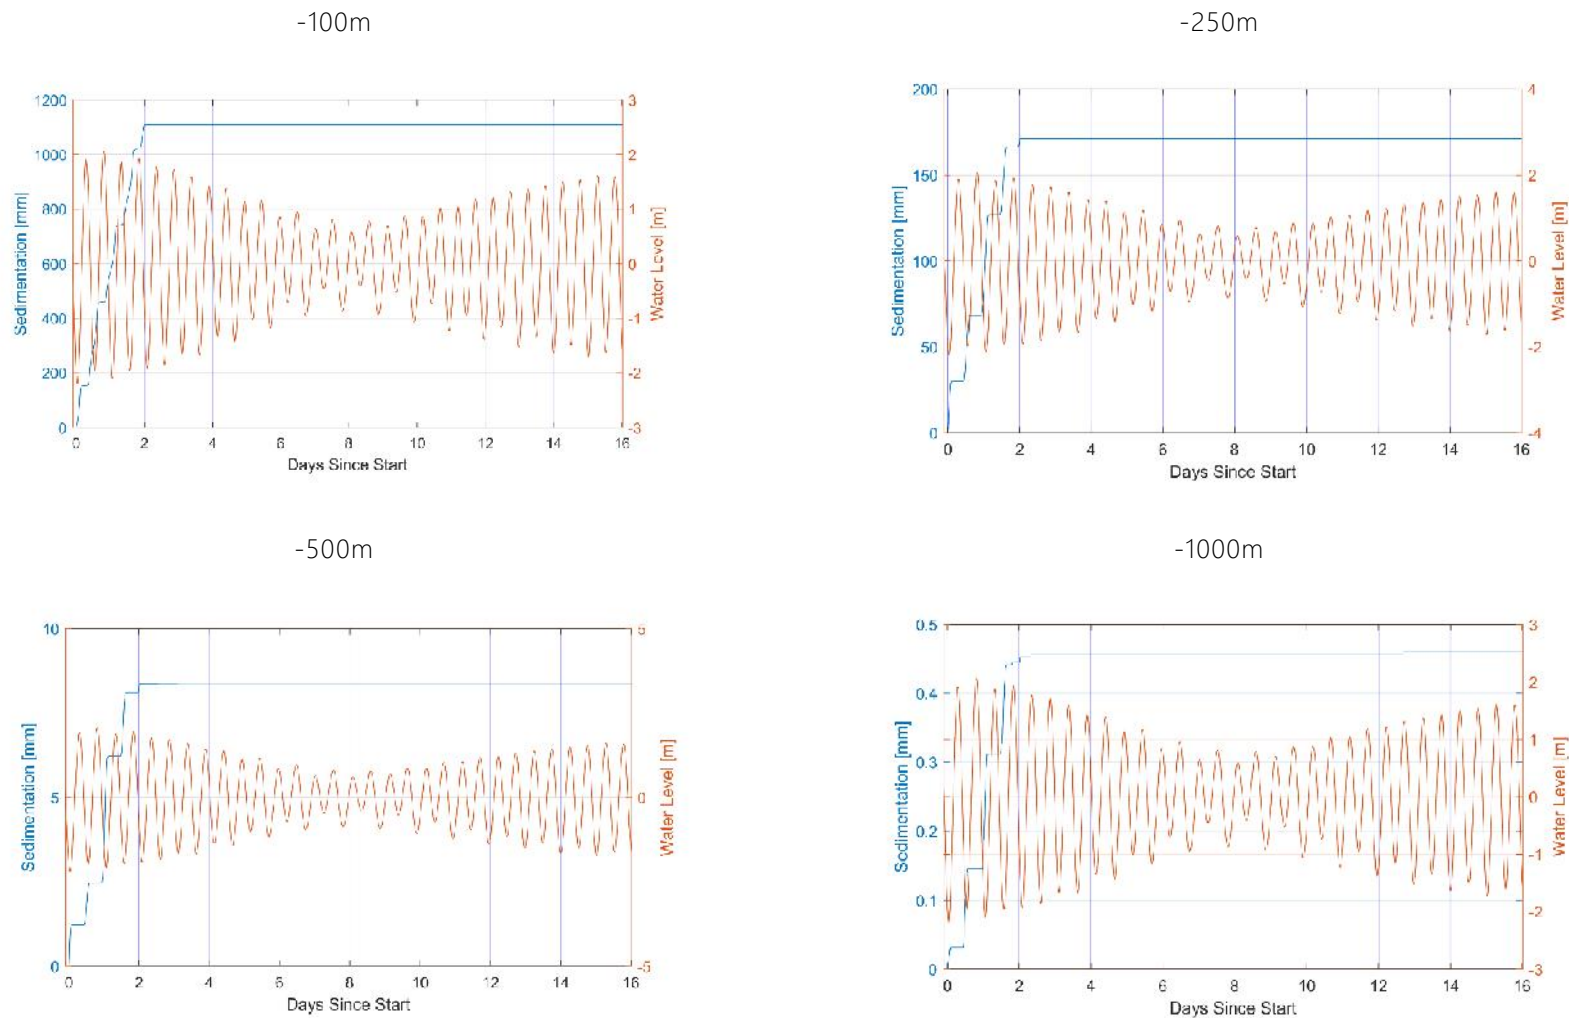 -100m
1200
1000
800
600
400
200
0
3
2
1
0
-1
-2
-3
Sedimentation [mm]
Water Level [m]
0 2 4 6 8 10 12 14 16
Days Since Start
-250m
200
150
100
50
0
4
2
0
-2
-4
Sedimentation [mm]
Water Level [m]
0 2 4 6 8 10 12 14 16
Days Since Start
-500m
10
5
0
5
0
-5
Sedimentation [mm]
Water Level [m]
0 2 4 6 8 10 12 14 16
Days Since Start
-1000m
0.5
0.4
0.3
0.2
0.1
0
3
2
1
0
-1
-2
-3
Sedimentation [mm]
Water Level [m]
0 2 4 6 8 10 12 14 16
Days Since Start